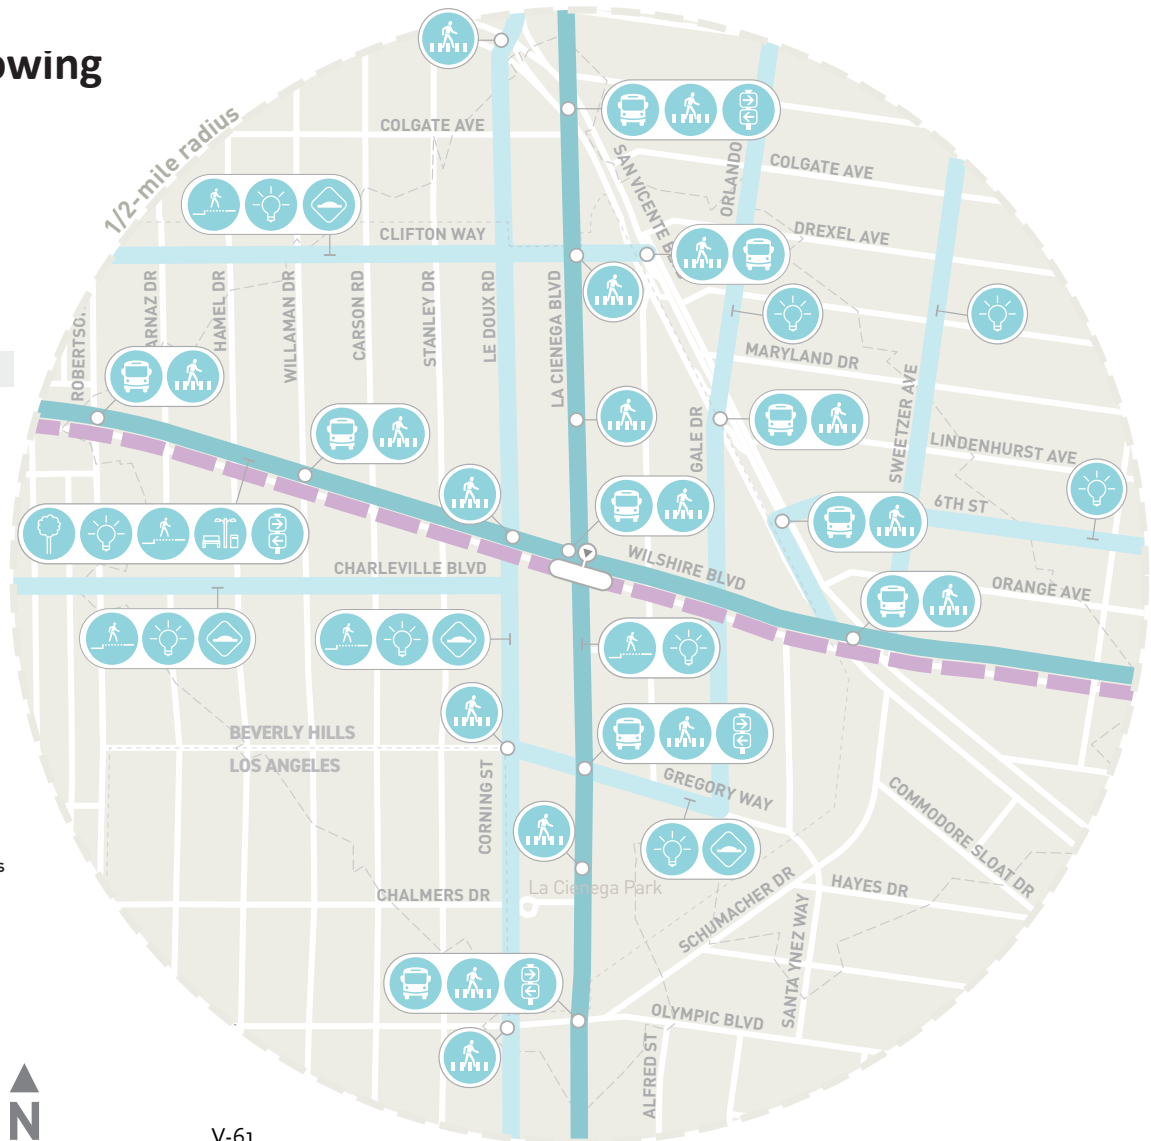 owing
1/2-mile radius
COLGATE AVE
SAN VICENTE B
ORLANDO
COLGATE AVE
CLIFTON WAY
DREXEL AVE
ROBERTSO
ARNAZ DR
HAMEL DR
WILLAMAN DR
CARSON RD
STANLEY DR
LE DOUX RD
LA CIENEGA BLVD
MARYLAND DR
GALE DR
SWEETZER AVE
LINDENHURST AVE
6TH ST
CHARLEVILLE BLVD
WILSHIRE BLVD
ORANGE AVE
BEVERLY HILLS
LOS ANGELES
CORNING ST
GREGORY WAY
COMMODORE SLOAT DR
s
La Cienega Park
CHALMERS DR
SCHUMACHER DR
HAYES DR
SANTA YNEZ WAY
OLYMPIC BLVD
ALFRED ST
N
V-61